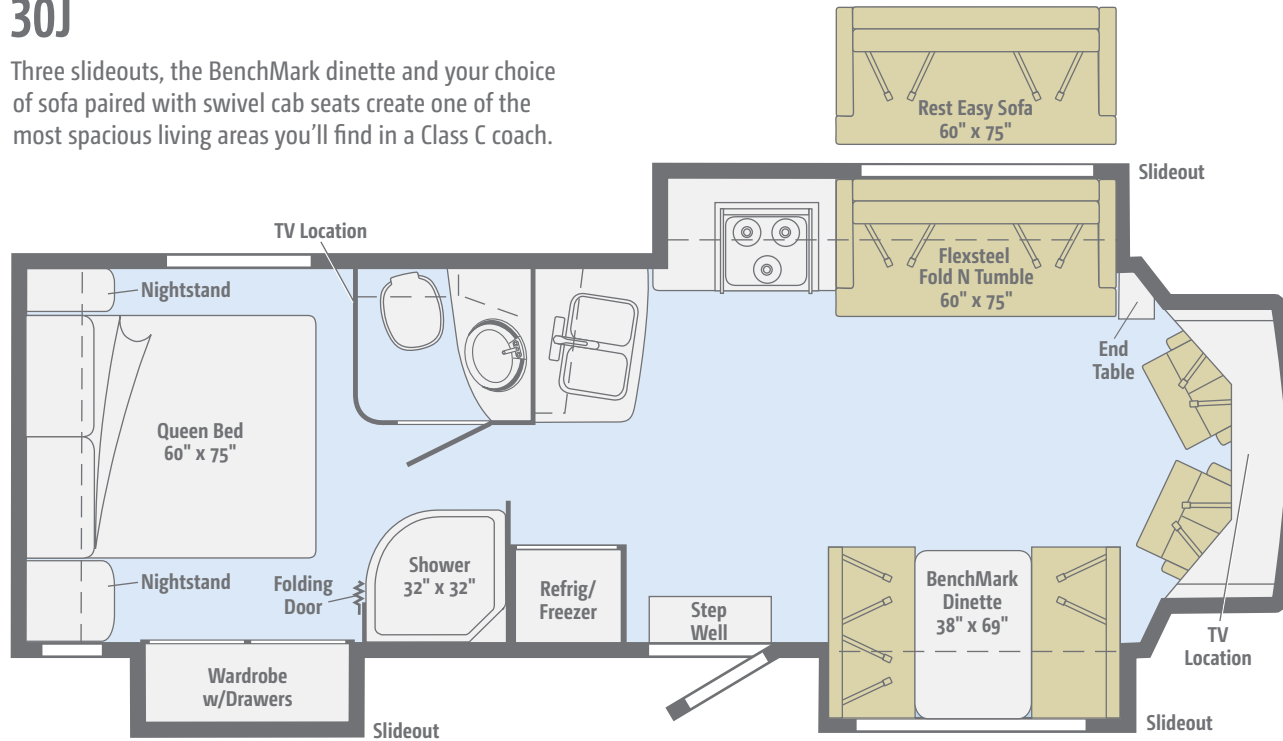 30J
Three slideouts, the BenchMark dinette and your choice
of sofa paired with swivel cab seats create one of the
most spacious living areas you'll find in a Class C coach.
Rest Easy Sofa
60" x 75"
Slideout
TV Location
Nightstand
Flexsteel
Fold N Tumble
60" x 75"
End
Table
Queen Bed
60" x 75"
Nightstand
Folding
Door
Shower
32" x 32"
Refrig/
Freezer
Step
Well
BenchMark
Dinette
38" x 69"
TV
Location
Wardrobe
w/Drawers
Slideout
Slideout